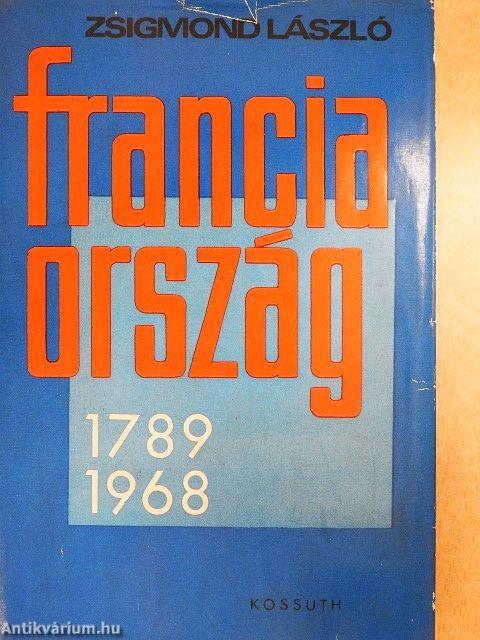 ZSIGMOND LÁSZLÓ
francia
ország
1789
1968
KOSSUTH
Antikvárium.hu